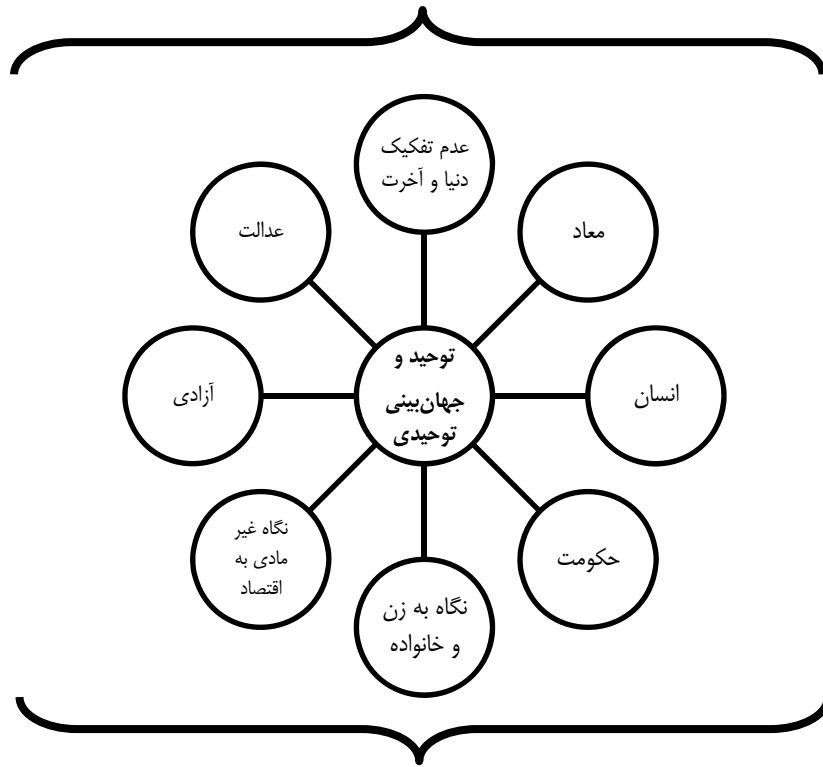 عدم تفکیک
دنیا و آخرت
معاد
عدالت
انسان
توحید و
جهان‌بینی
توحیدی
آزادی
حکومت
نگاه غیر
مادی به
اقتصاد
نگاه به زن
و خانواده